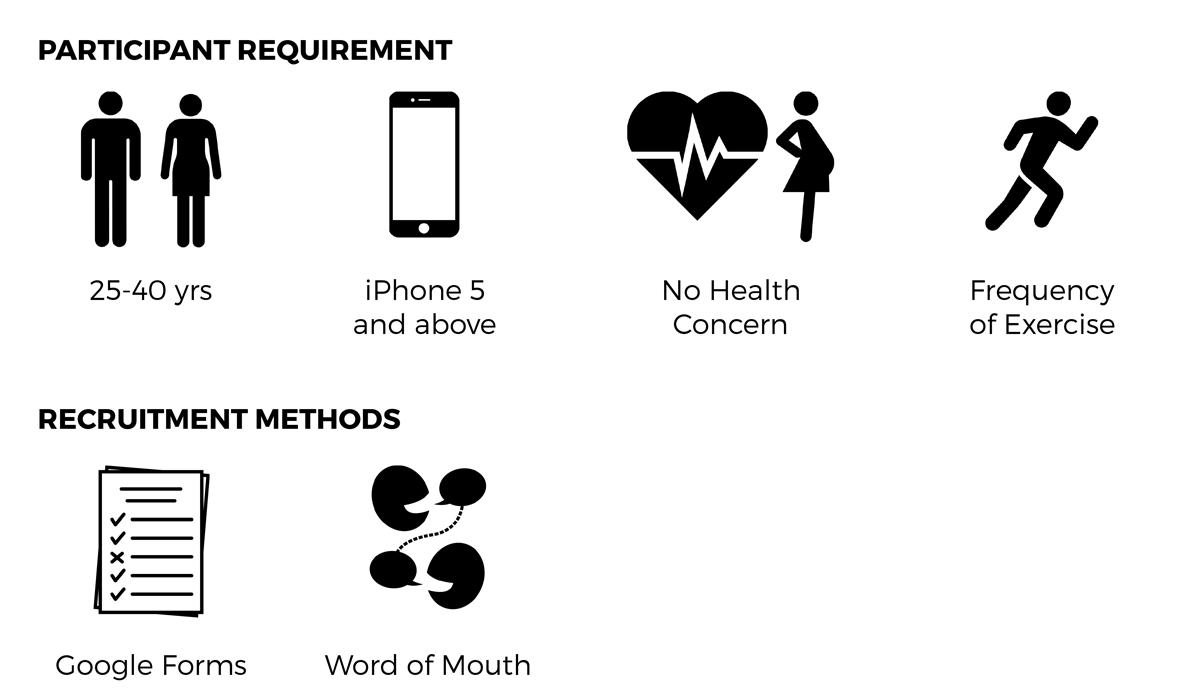 PARTICIPANT REQUIREMENT
25-40 yrs
iPhone 5
and above
No Health
Concern
Frequency
of Exercise
RECRUITMENT METHODS
Google Forms
Word of Mouth